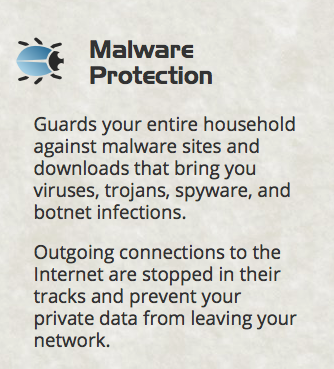 Malware
Protection
Guards your entire household
against malware sites and
downloads that bring you
viruses, trojans, spyware, and
botnet infections.
Outgoing connections to the
Internet are stopped in their
tracks and prevent your
private data from leaving your
network.